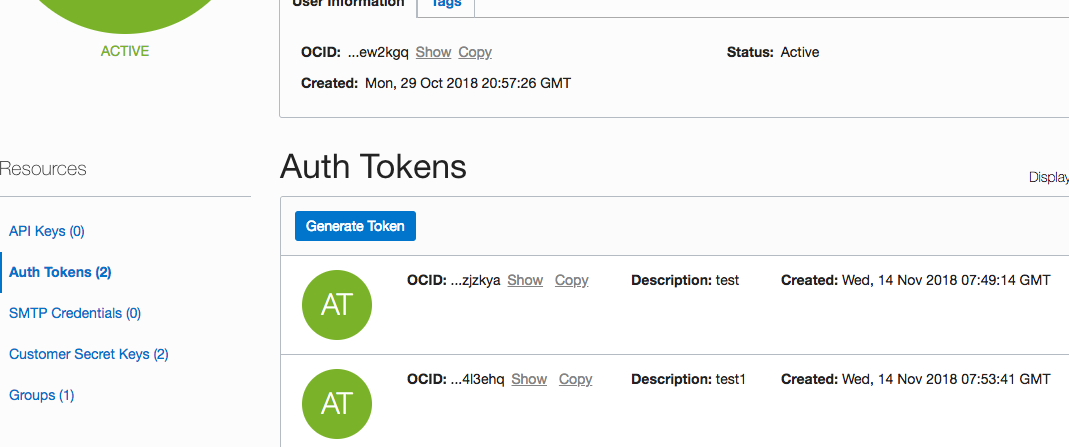 User Information Tags
ACTIVE
OCID: ...ew2kgq Show Copy Status: Active
Created: Mon, 29 Oct 2018 20:57:26 GMT
Resources
API Keys (0)
Auth Tokens (2)
SMTP Credentials (0)
Customer Secret Keys (2)
Groups (1)
Auth Tokens
Display
Generate Token
AT
OCID: ...zjzkya Show Copy Description: test Created: Wed, 14 Nov 2018 07:49:14 GMT
AT
OCID: ...4l3ehq Show Copy Description: test1 Created: Wed, 14 Nov 2018 07:53:41 GMT